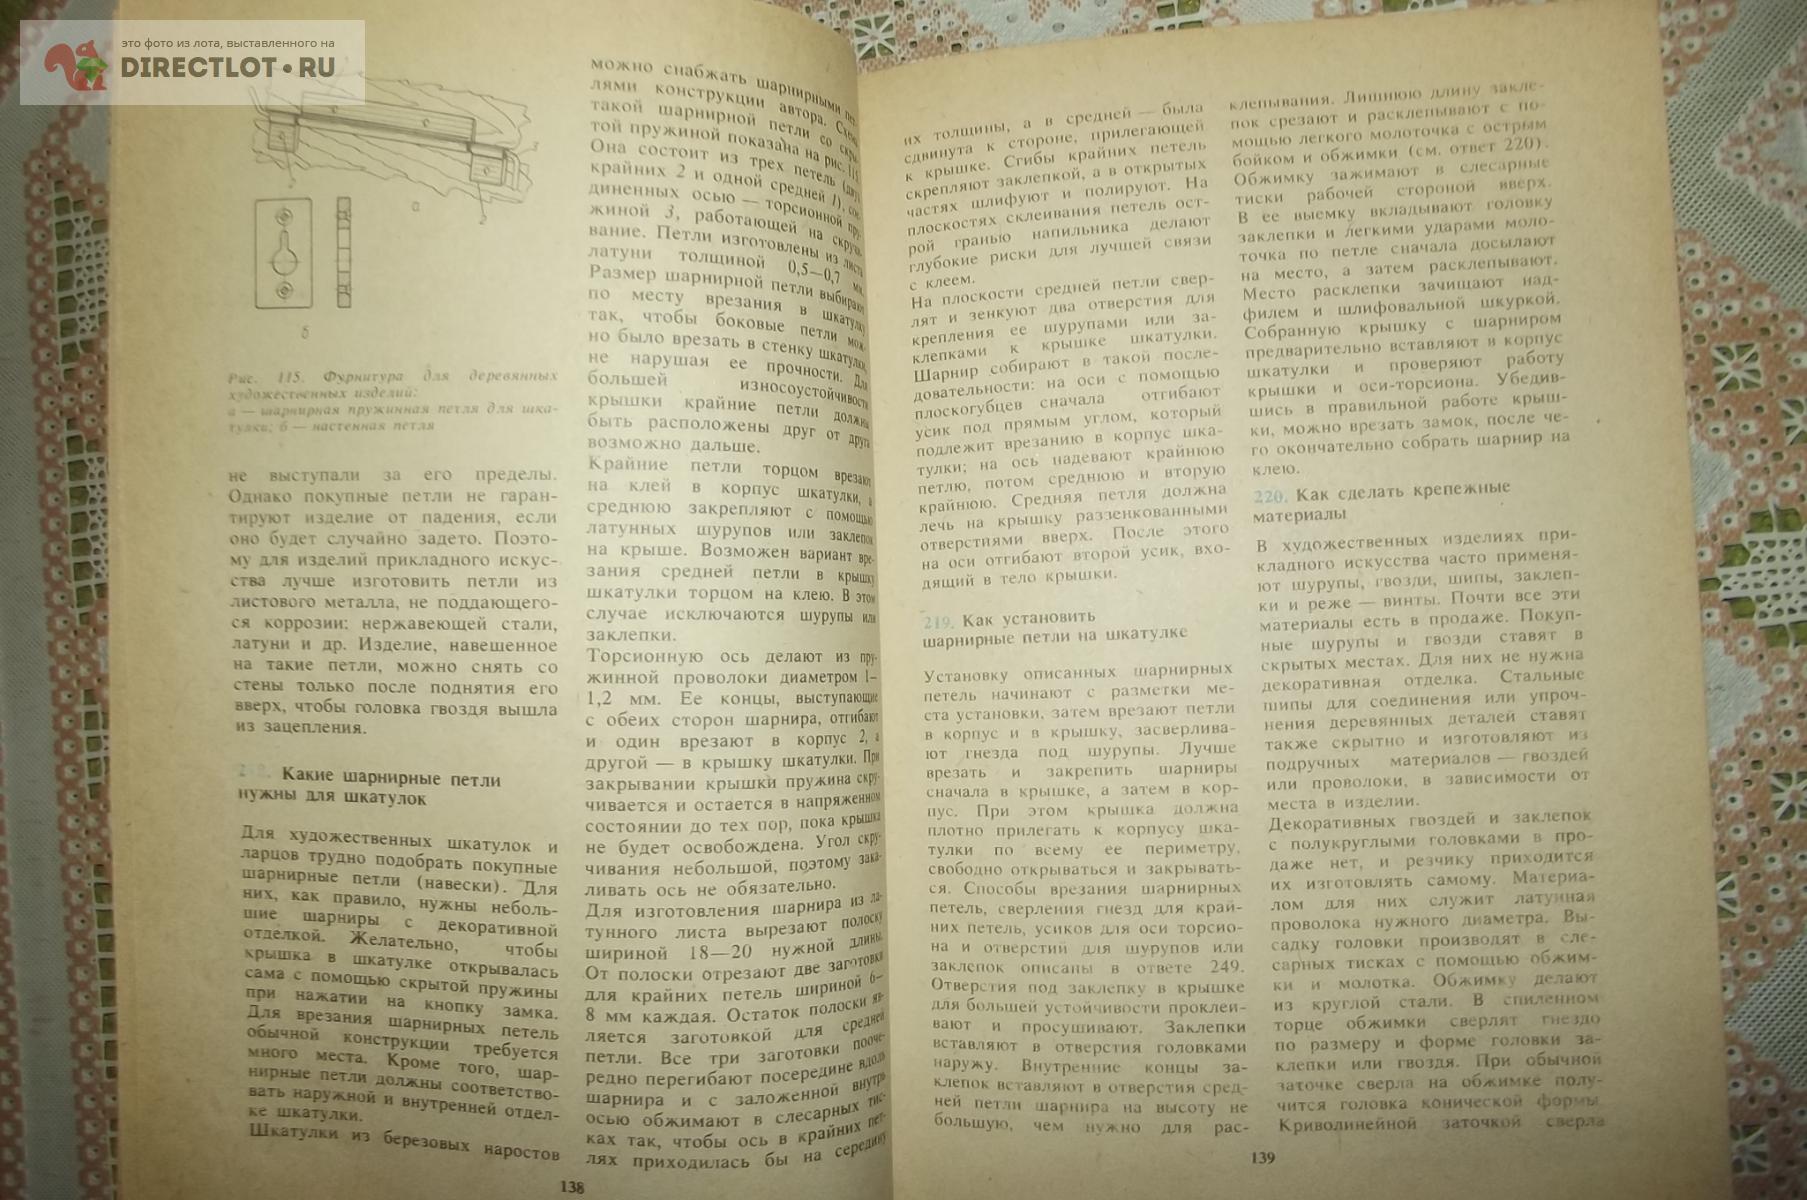 это фото из лота, выставленного на
DIRECTLOT.RU
3
2
а
б
Рис. 115. Фурнитура для деревянных
художественных изделий:
а — шарнирная пружинная петля для шка-
тулки; б — настенная петля
не выступали за его пределы.
Однако покупные петли не гаран-
тируют изделие от падения, если
оно будет случайно задето. Поэто-
му для изделий прикладного искус-
ства лучше изготовить петли из
листового металла, не поддающего-
ся коррозии: нержавеющей стали,
латуни и др. Изделие, навешенное
на такие петли, можно снять со
стены только после поднятия его
вверх, чтобы головка гвоздя вышла
из зацепления.
Какие шарнирные петли
нужны для шкатулок
Для художественных шкатулок и
ларцов трудно подобрать покупные
шарнирные петли (навески). Для
них, как правило, нужны неболь-
шие шарниры с декоративной
отделкой. Желательно, чтобы
крышка в шкатулке открывалась
сама с помощью скрытой пружины
при нажатии на кнопку замка.
Для врезания шарнирных петель
обычной конструкции требуется
много места. Кроме того, шар-
нирные петли должны соответство-
вать наружной и внутренней отдел-
ке шкатулки.
Шкатулки из березовых наростов
можно снабжать шарнирными пет-
лями конструкции автора. Схема
такой шарнирной петли со скры-
той пружиной показана на рис. 115.
Она состоит из трех петель (двух
крайних 2 и одной средней 1), сое-
диненных осью — торсионной пру-
жиной 3, работающей на скручи-
вание. Петли изготовлены из листа
латуни толщиной 0,5—0,7 мм.
Размер шарнирной петли выбирают
по месту врезания в шкатулку
так, чтобы боковые петли мож-
но было врезать в стенку шкатулки,
не нарушая ее прочности. Для
большей износоустойчивости
крышки крайние петли должны
быть расположены друг от друга
возможно дальше.
Крайние петли торцом врезают
на клей в корпус шкатулки, а
среднюю закрепляют с помощью
латунных шурупов или заклепок
на крыше. Возможен вариант вре-
зания средней петли в крышку
шкатулки торцом на клею. В этом
случае исключаются шурупы или
заклепки.
Торсионную ось делают из пру-
жинной проволоки диаметром 1—
1,2 мм. Ее концы, выступающие
с обеих сторон шарнира, отгибают
и один врезают в корпус 2, а
другой — в крышку шкатулки. При
закрывании крышки пружина скру-
чивается и остается в напряженном
состоянии до тех пор, пока крышка
не будет освобождена. Угол скру-
чивания небольшой, поэтому зака-
ливать ось не обязательно.
Для изготовления шарнира из ла-
тунного листа вырезают полоску
шириной 18—20 нужной длины.
От полоски отрезают две заготовки
для крайних петель шириной 6—
8 мм каждая. Остаток полоски яв-
ляется заготовкой для средней
петли. Все три заготовки пооче-
редно перегибают посередине вдоль
шарнира и с заложенной внутрь
осью обжимают в слесарных тис-
ках так, чтобы ось в крайних пет-
лях приходилась бы на середину
138
их толщины, а в средней — была
сдвинута к стороне, прилегающей
к крышке. Сгибы крайних петель
скрепляют заклепкой, а в открытых
частях шлифуют и полируют. На
плоскостях склеивания петель ост-
рой гранью напильника делают
глубокие риски для лучшей связи
с клеем.
На плоскости средней петли свер-
лят и зенкуют два отверстия для
крепления ее шурупами или за-
клепками к крышке шкатулки.
Шарнир собирают в такой после-
довательности: на оси с помощью
плоскогубцев сначала отгибают
усик под прямым углом, который
подлежит врезанию в корпус шка-
тулки; на ось надевают крайнюю
петлю, потом среднюю и вторую
крайнюю. Средняя петля должна
лечь на крышку раззенкованными
отверстиями вверх. После этого
на оси отгибают второй усик, вхо-
дящий в тело крышки.
219. Как установить
шарнирные петли на шкатулке
Установку описанных шарнирных
петель начинают с разметки ме-
ста установки, затем врезают петли
в корпус и в крышку, засверлива-
ют гнезда под шурупы. Лучше
врезать и закрепить шарниры
сначала в крышке, а затем в кор-
пус. При этом крышка должна
плотно прилегать к корпусу шка-
тулки по всему ее периметру,
свободно открываться и закрывать-
ся. Способы врезания шарнирных
петель, сверления гнезд для край-
них петель, усиков для оси торсио-
на и отверстий для шурупов или
заклепок описаны в ответе 249.
Отверстия под заклепку в крышке
для большей устойчивости проклеи-
вают и просушивают. Заклепки
вставляют в отверстия головками
наружу. Внутренние концы за-
клепок вставляют в отверстия сред-
ней петли шарнира на высоту не
большую, чем нужно для рас-
клепывания. Лишнюю длину закле-
пок срезают и расклепывают с по-
мощью легкого молоточка с острым
бойком и обжимки (см. ответ 220).
Обжимку зажимают в слесарные
тиски рабочей стороной вверх.
В ее выемку вкладывают головку
заклепки и легкими ударами моло-
точка по петле сначала досылают
на место, а затем расклепывают.
Место расклепки зачищают над-
филем и шлифовальной шкуркой.
Собранную крышку с шарниром
предварительно вставляют в корпус
шкатулки и проверяют работу
крышки и оси-торсиона. Убедив-
шись в правильной работе крыш-
ки, можно врезать замок, после че-
го окончательно собрать шарнир на
клею.
220. Как сделать крепежные
материалы
В художественных изделиях при-
кладного искусства часто применя-
ют шурупы, гвозди, шипы, заклеп-
ки и реже — винты. Почти все эти
материалы есть в продаже. Покуп-
ные шурупы и гвозди ставят в
скрытых местах. Для них не нужна
декоративная отделка. Стальные
шипы для соединения или упроч-
нения деревянных деталей ставят
также скрытно и изготовляют из
подручных материалов — гвоздей
или проволоки, в зависимости от
места в изделии.
Декоративных гвоздей и заклепок
с полукруглыми головками в про-
даже нет, и резчику приходится
их изготовлять самому. Материа-
лом для них служит латунная
проволока нужного диаметра. Вы-
садку головки производят в сле-
сарных тисках с помощью обжим-
ки и молотка. Обжимку делают
из круглой стали. В спиленном
торце обжимки сверлят гнездо
по размеру и форме головки за-
клепки или гвоздя. При обычной
заточке сверла на обжимке полу-
чится головка конической формы.
Криволинейной заточкой сверла
139